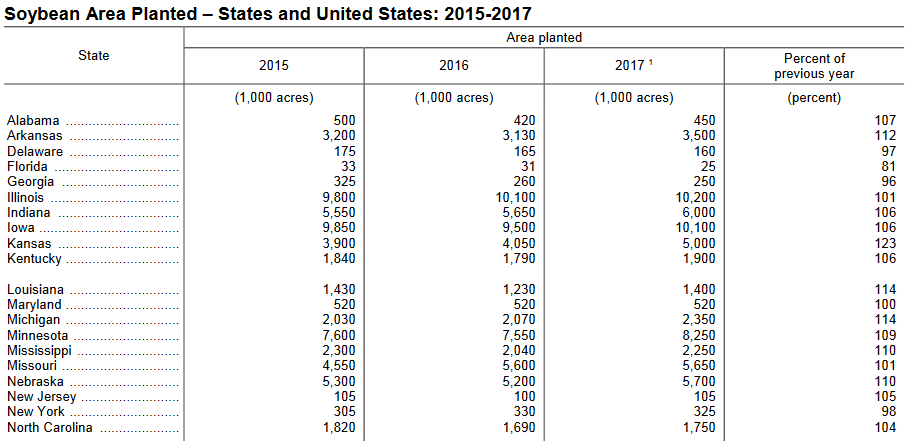 Soybean Area Planted – States and United States: 2015-2017
State
Area planted
2015 2016 2017 ¹ Percent of previous year
(1,000 acres) (1,000 acres) (1,000 acres) (percent)
Alabama ............................. 500 420 450 107
Arkansas ............................ 3,200 3,130 3,500 112
Delaware ........................... 175 165 160 97
Florida ............................... 33 31 25 81
Georgia ............................. 325 260 250 96
Illinois ................................ 9,800 10,100 10,200 101
Indiana .............................. 5,550 5,650 6,000 106
Iowa .................................. 9,850 9,500 10,100 106
Kansas .............................. 3,900 4,050 5,000 123
Kentucky ............................ 1,840 1,790 1,900 106
Louisiana ........................... 1,430 1,230 1,400 114
Maryland ............................ 520 520 520 100
Michigan ............................ 2,030 2,070 2,350 114
Minnesota .......................... 7,600 7,550 8,250 109
Mississippi ......................... 2,300 2,040 2,250 110
Missouri ............................. 4,550 5,600 5,650 101
Nebraska ........................... 5,300 5,200 5,700 110
New Jersey ........................ 105 100 105 105
New York ........................... 305 330 325 98
North Carolina .................... 1,820 1,690 1,750 104